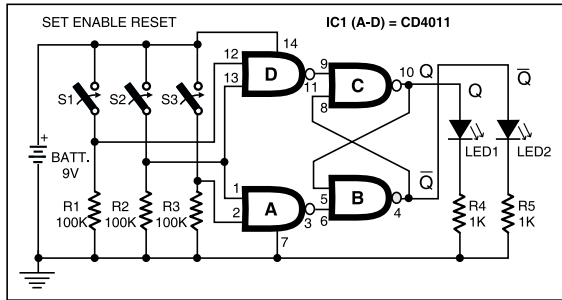 SET ENABLE RESET
IC1 (A-D) = CD4011
14
12
D
13
11
9
C
8
10
Q
Q
Q̅
S1
S2
S3
+
BATT.
9V
LED1
LED2
Q̅
1
A
2
3
7
5
B
6
4
R1
100K
R2
100K
R3
100K
R4
1K
R5
1K